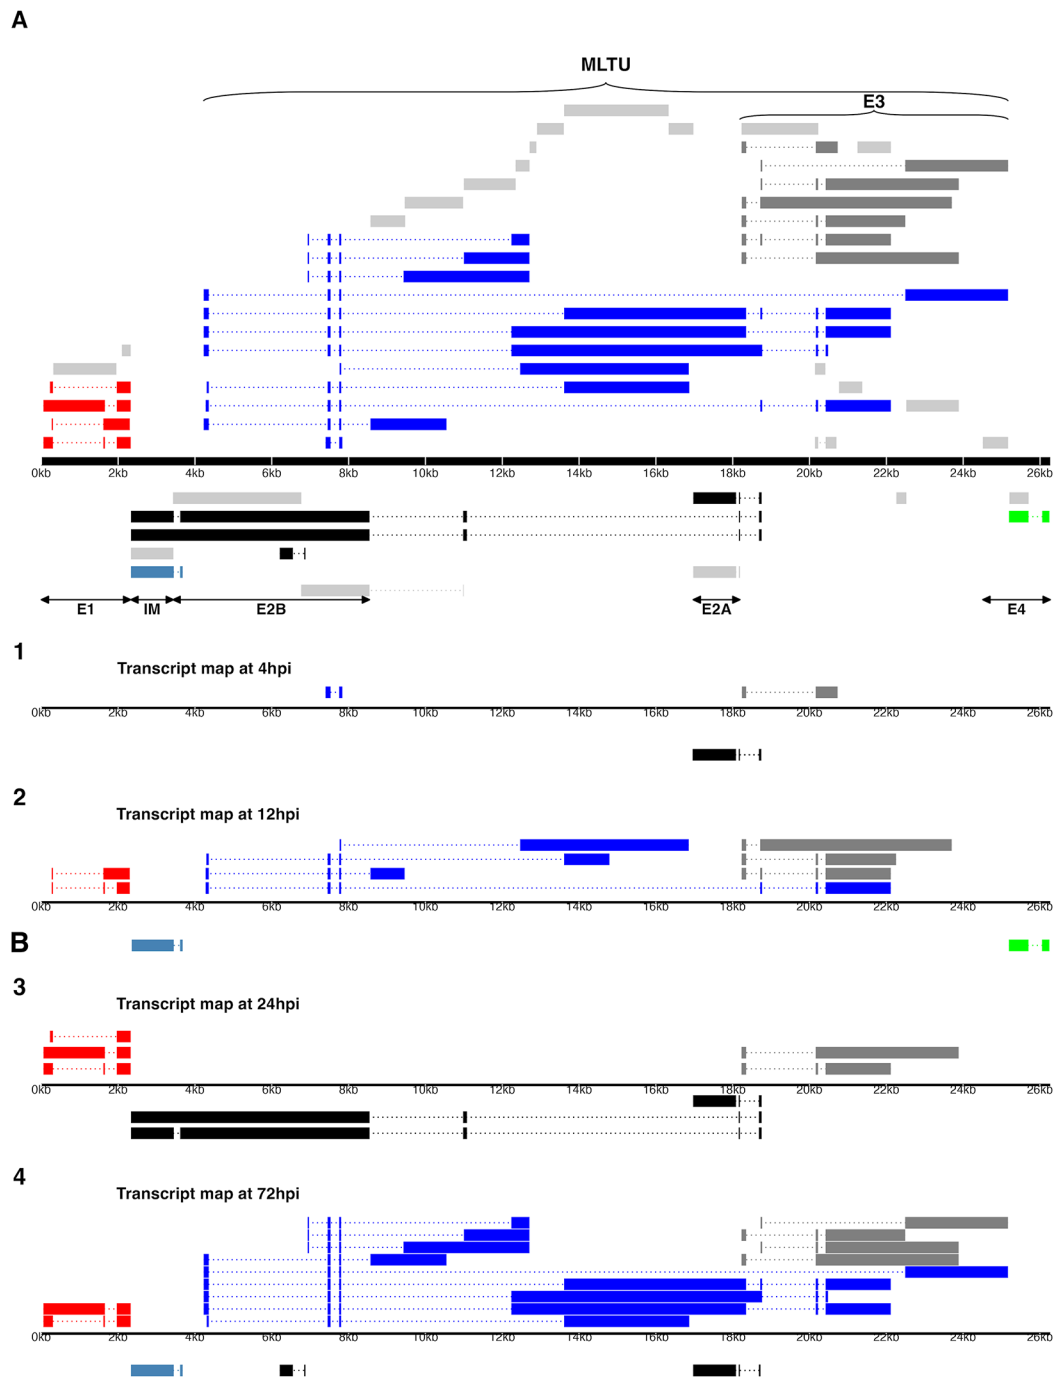 A
MLTU
E3
0kb 2kb 4kb 6kb 8kb 10kb 12kb 14kb 16kb 18kb 20kb 22kb 24kb 26kb
E1 IM E2B E2A E4
1
Transcript map at 4hpi
0kb 2kb 4kb 6kb 8kb 10kb 12kb 14kb 16kb 18kb 20kb 22kb 24kb 26kb
2
Transcript map at 12hpi
0kb 2kb 4kb 6kb 8kb 10kb 12kb 14kb 16kb 18kb 20kb 22kb 24kb 26kb
B
3
Transcript map at 24hpi
0kb 2kb 4kb 6kb 8kb 10kb 12kb 14kb 16kb 18kb 20kb 22kb 24kb 26kb
4
Transcript map at 72hpi
0kb 2kb 4kb 6kb 8kb 10kb 12kb 14kb 16kb 18kb 20kb 22kb 24kb 26kb